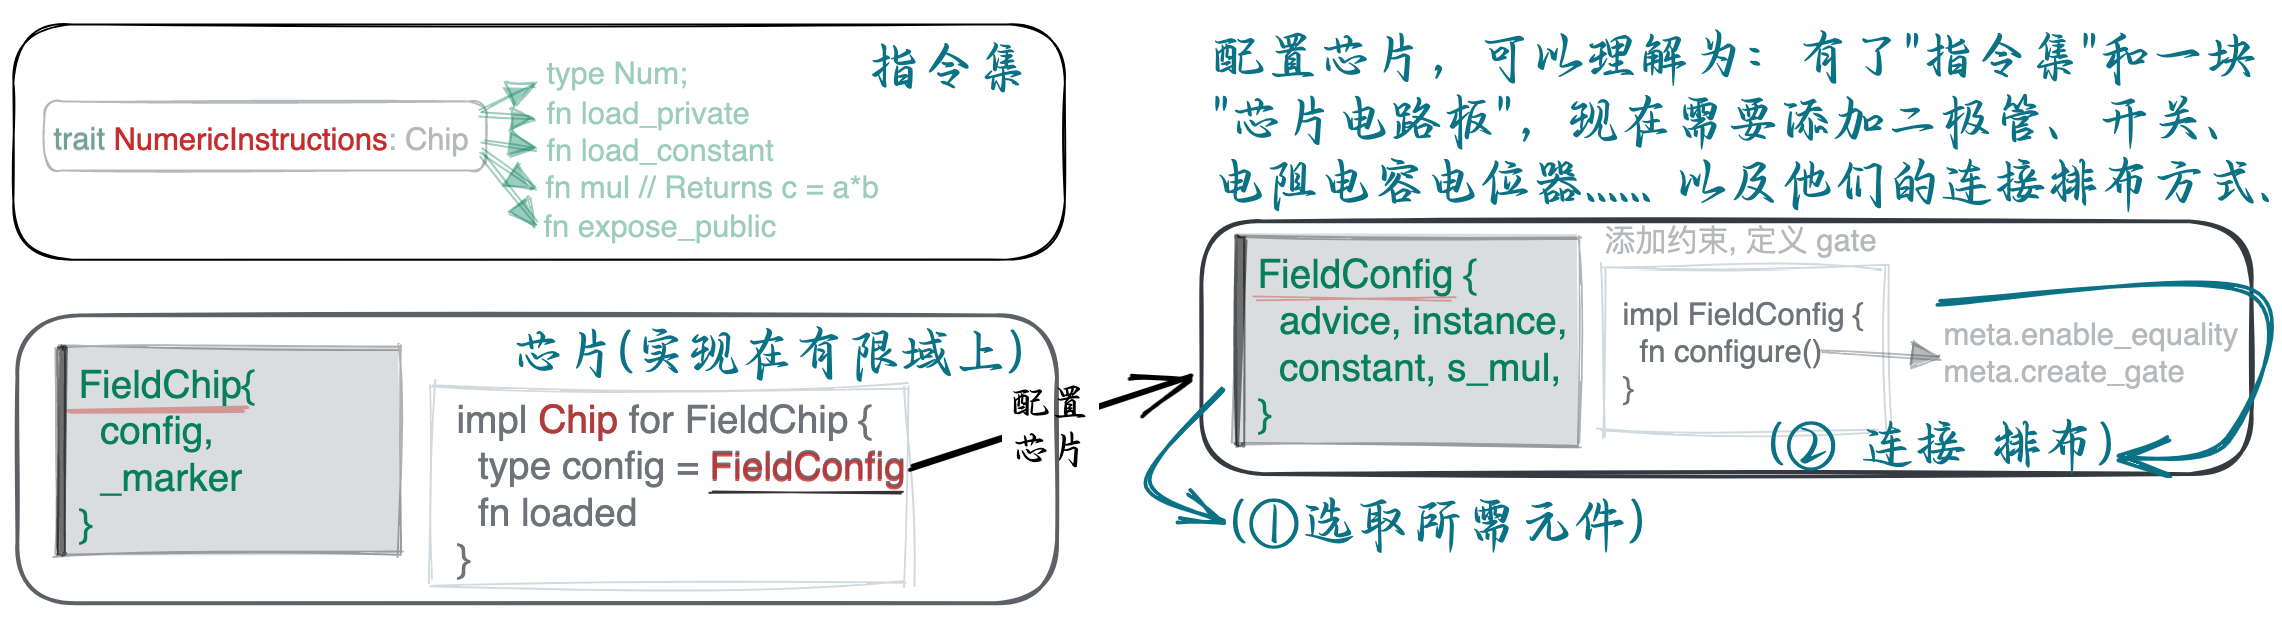 指令集
trait NumericInstructions: Chip
type Num;
fn load_private
fn load_constant
fn mul // Returns c = a*b
fn expose_public
芯片(实现在有限域上)
FieldChip{
config,
_marker
}
impl Chip for FieldChip {
type config = FieldConfig
fn loaded
}
配置
芯片
配置芯片, 可以理解为: 有了"指令集"和一块
"芯片电路板", 现在需要添加二极管、开关、
电阻电容电位器...... 以及他们的连接排布方式、
FieldConfig {
advice, instance,
constant, s_mul,
}
添加约束, 定义 gate
impl FieldConfig {
fn configure()
}
meta.enable_equality
meta.create_gate
(② 连接 排布)
(①选取所需元件)